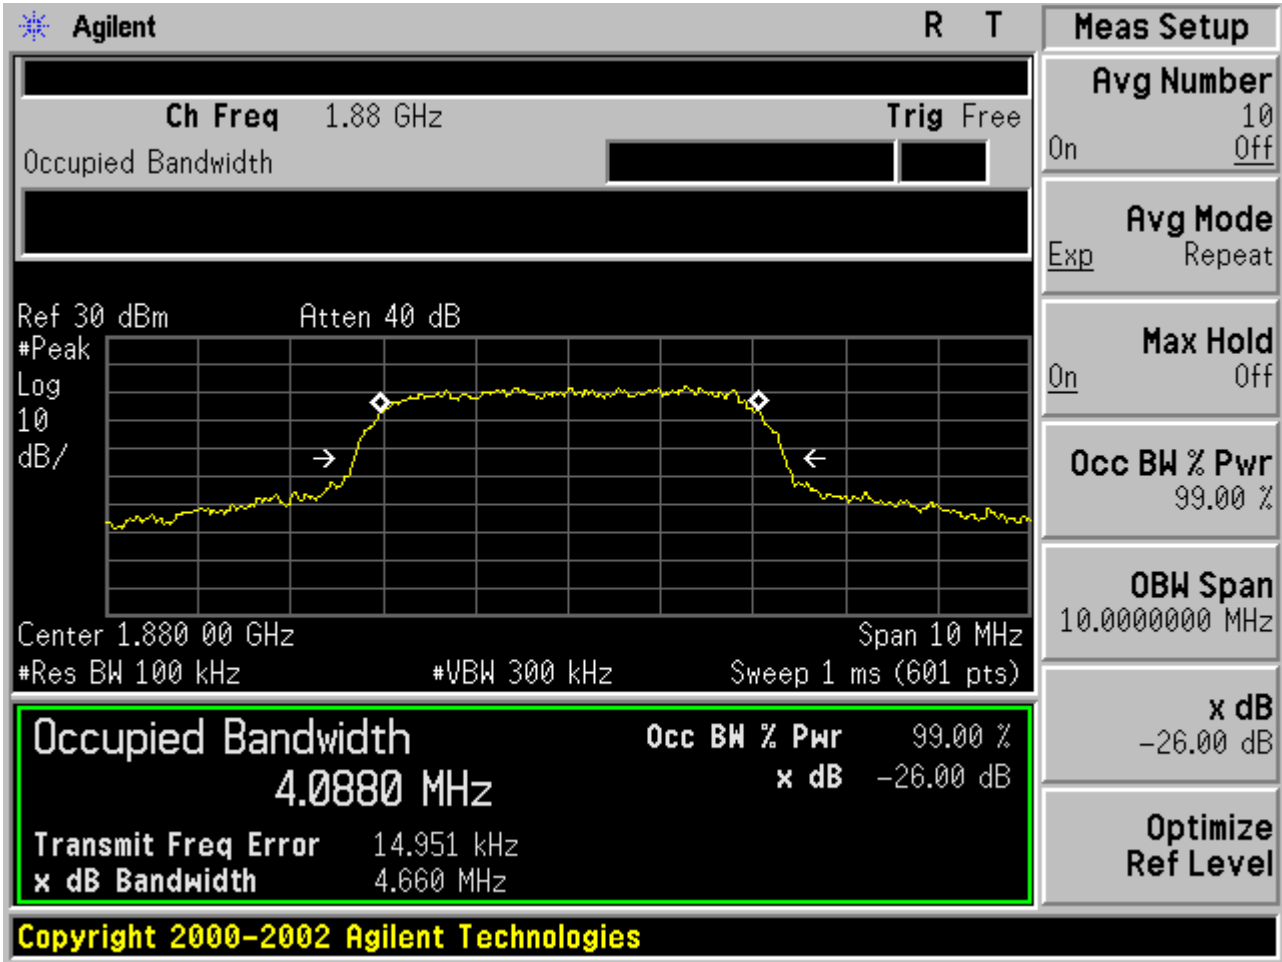 Agilent R T
Meas Setup
Ch Freq 1.88 GHz Trig Free
Occupied Bandwidth
Ref 30 dBm Atten 40 dB
#Peak
Log
10
dB/
Center 1.880 00 GHz Span 10 MHz
#Res BW 100 kHz #VBW 300 kHz Sweep 1 ms (601 pts)
Occupied Bandwidth
4.0880 MHz
Occ BW % Pwr 99.00 %
x dB -26.00 dB
Transmit Freq Error 14.951 kHz
x dB Bandwidth 4.660 MHz
Avg Number
10
On Off
Avg Mode
Exp Repeat
Max Hold
On Off
Occ BW % Pwr
99.00 %
OBW Span
10.0000000 MHz
x dB
-26.00 dB
Optimize
Ref Level
Copyright 2000-2002 Agilent Technologies